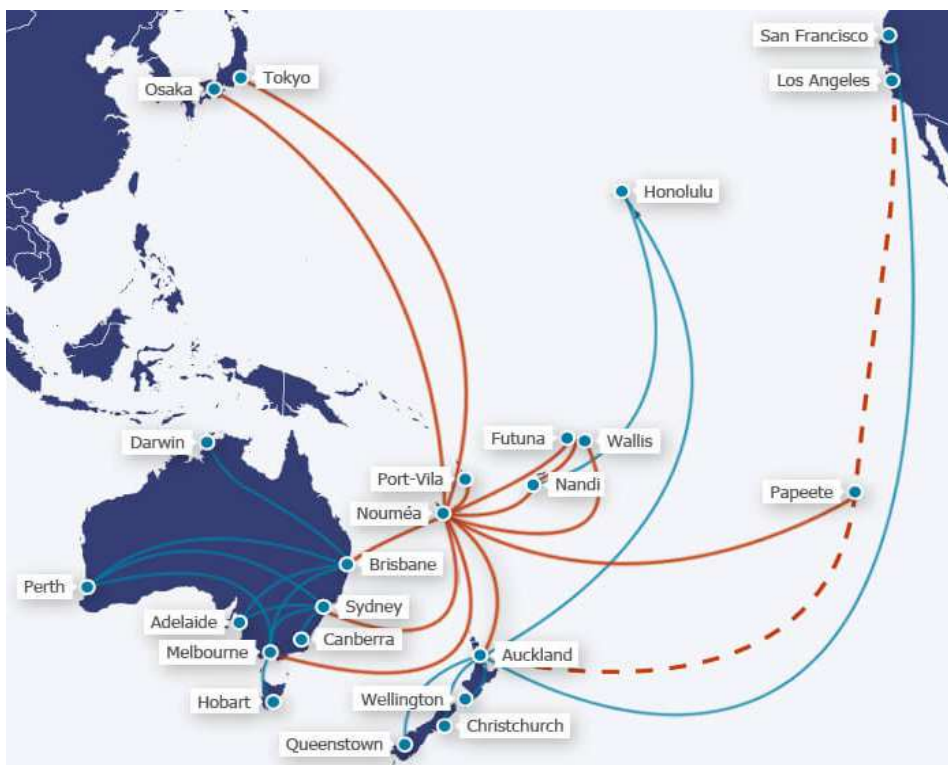 San Francisco
Tokyo
Osaka
Los Angeles
Honolulu
Darwin
Futuna
Wallis
Port-Vila
Nandi
Papeete
Nouméa
Brisbane
Perth
Sydney
Adelaide
Canberra
Melbourne
Auckland
Hobart
Wellington
Christchurch
Queenstown